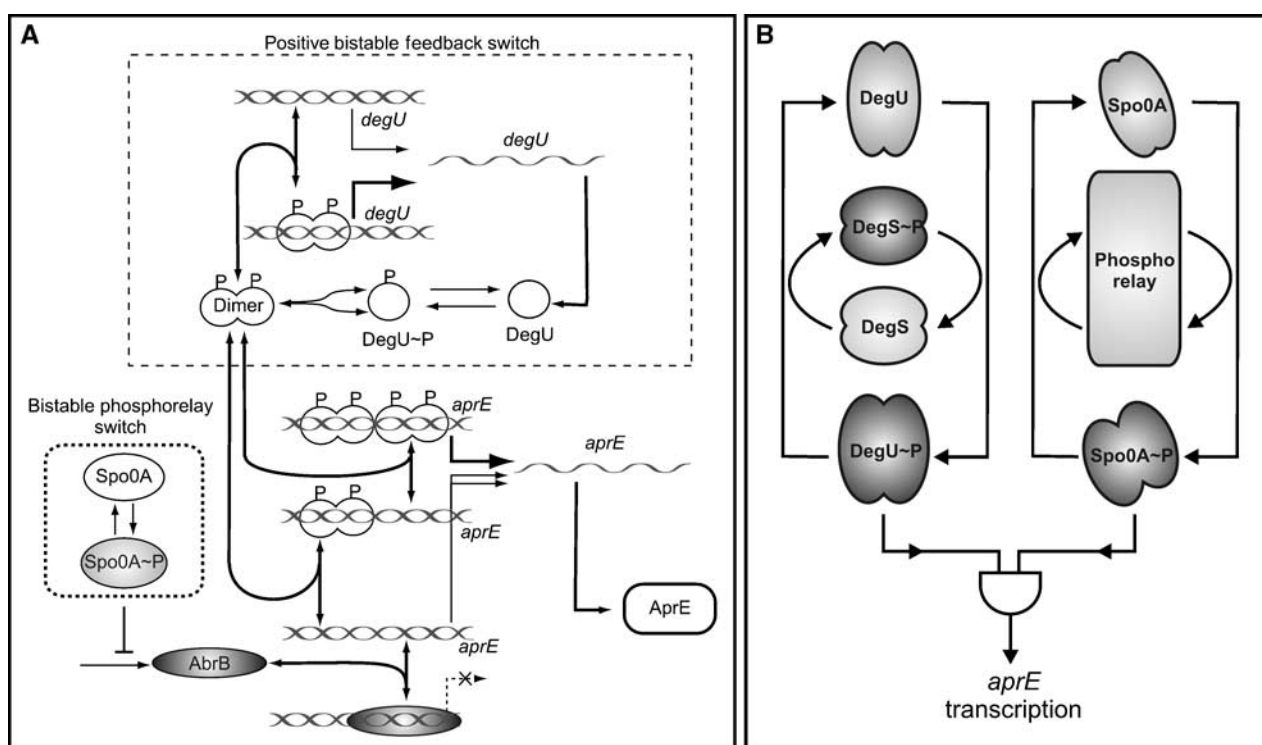 A
Positive bistable feedback switch
degU
degU
P P
degU
P P
Dimer
P
DegU~P
DegU
Bistable phosphorelay
switch
Spo0A
Spo0A~P
P P P P
aprE
aprE
P P
aprE
AprE
aprE
AbrB
B
DegU
Spo0A
DegS~P
Phospho
relay
DegS
DegU~P
Spo0A~P
aprE
transcription